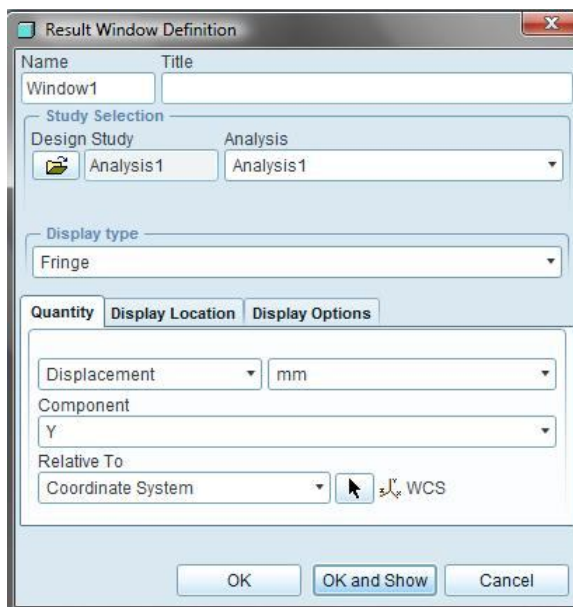 Result Window Definition
Name Title
Window1
Study Selection
Design Study Analysis
Analysis1 Analysis1
Display type
Fringe
Quantity Display Location Display Options
Displacement mm
Component
Y
Relative To
Coordinate System WCS
OK OK and Show Cancel